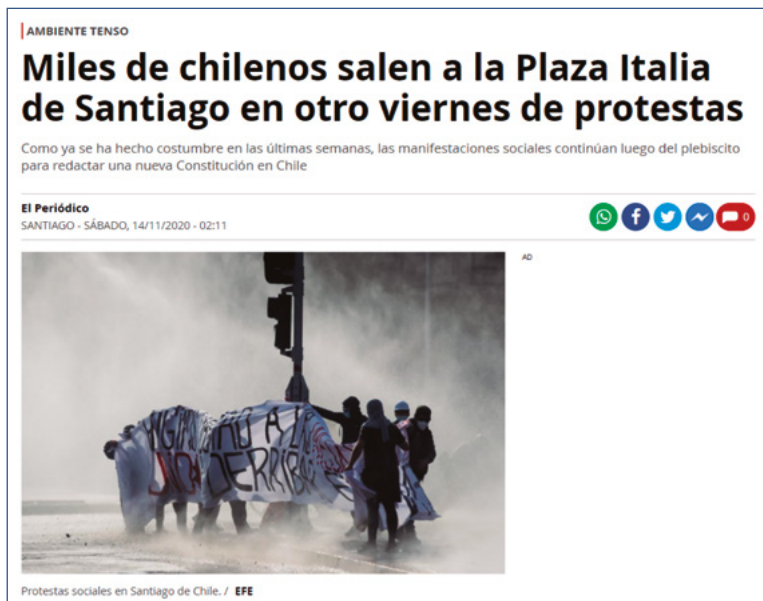 AMBIENTE TENSO
Miles de chilenos salen a la Plaza Italia
de Santiago en otro viernes de protestas
Como ya se ha hecho costumbre en las últimas semanas, las manifestaciones sociales continúan luego del plebiscito
para redactar una nueva Constitución en Chile
El Periódico
SANTIAGO - SÁBADO, 14/11/2020 - 02:11
0
AD
A
DERRIBA
Protestas sociales en Santiago de Chile. / EFE